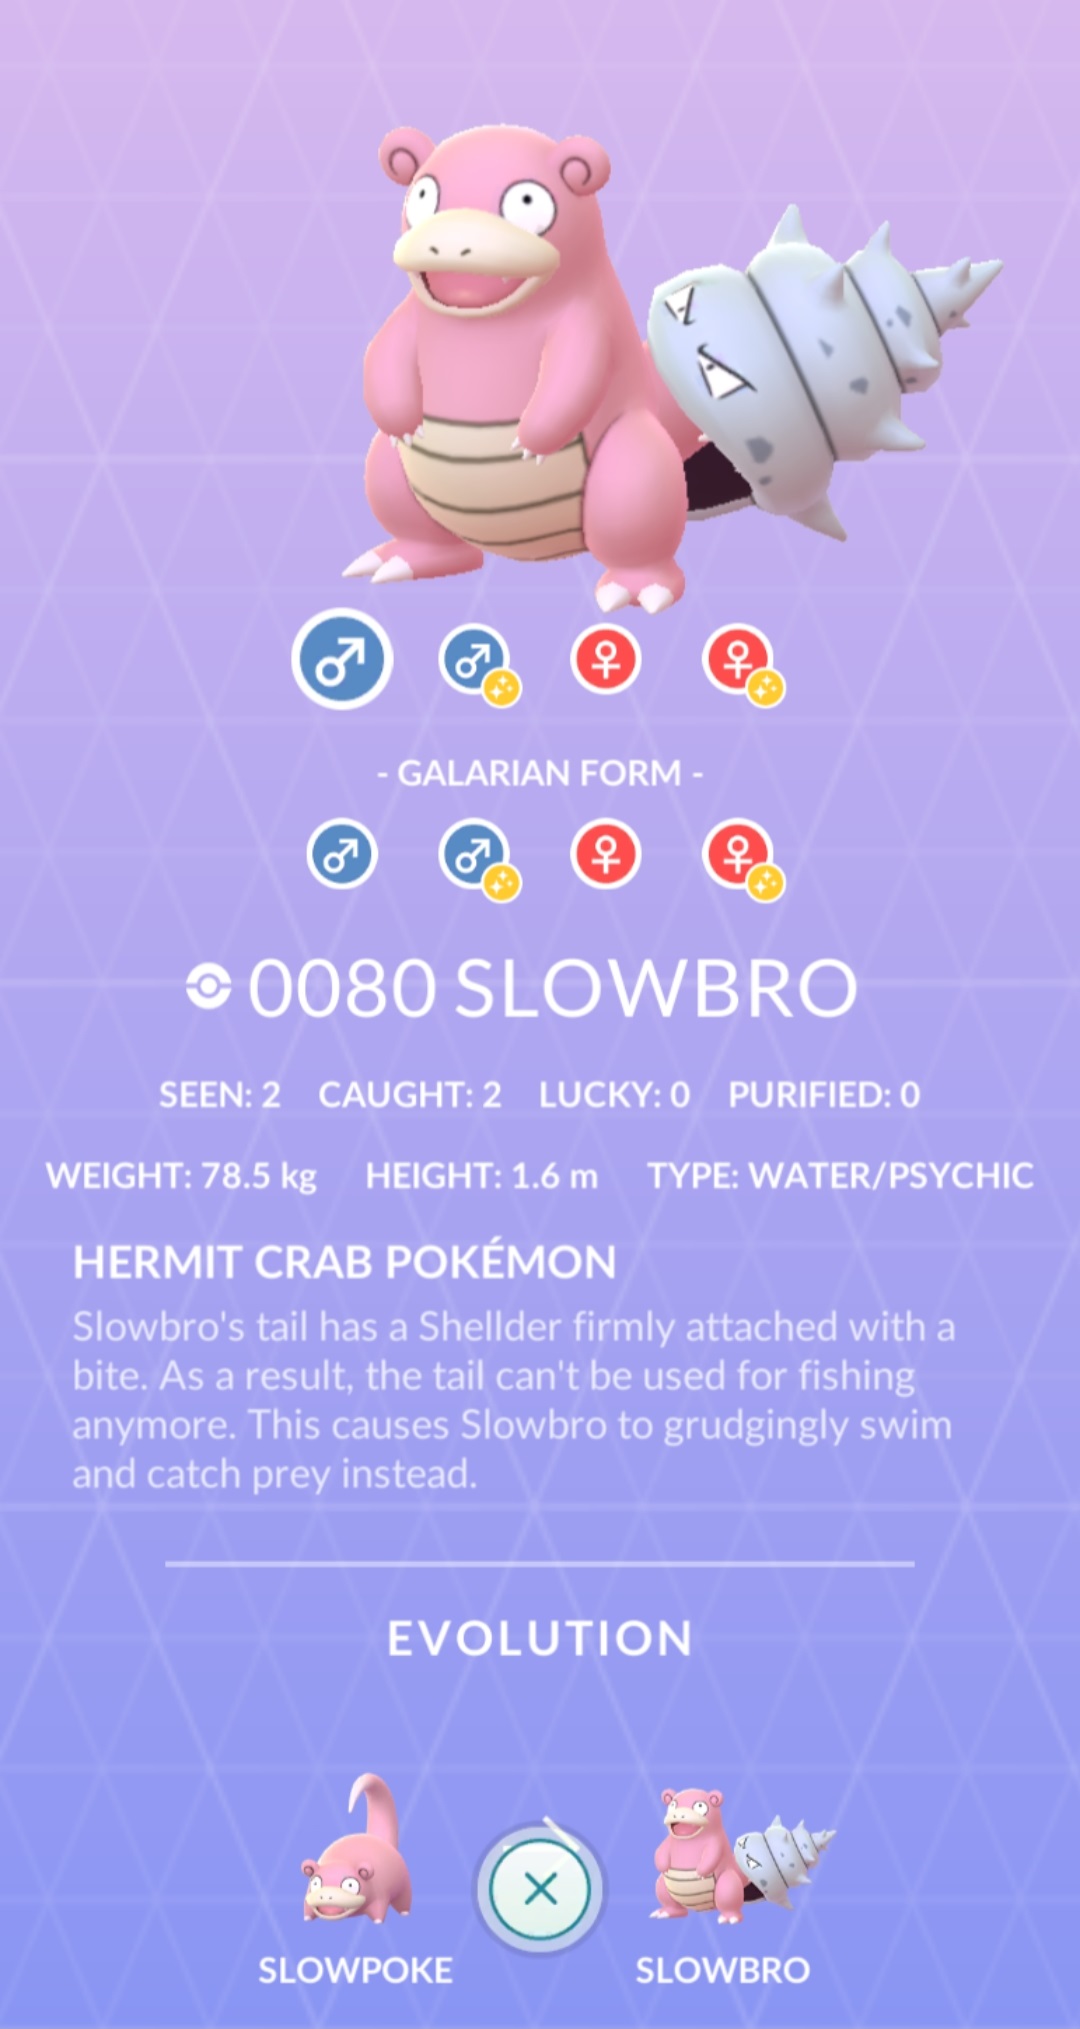 - GALARIAN FORM -
0080 SLOWBRO
SEEN: 2 CAUGHT: 2 LUCKY: 0 PURIFIED: 0
WEIGHT: 78.5 kg HEIGHT: 1.6 m TYPE: WATER/PSYCHIC
HERMIT CRAB POKÉMON
Slowbro's tail has a Shellder firmly attached with a
bite. As a result, the tail can't be used for fishing
anymore. This causes Slowbro to grudgingly swim
and catch prey instead.
EVOLUTION
SLOWPOKE SLOWBRO